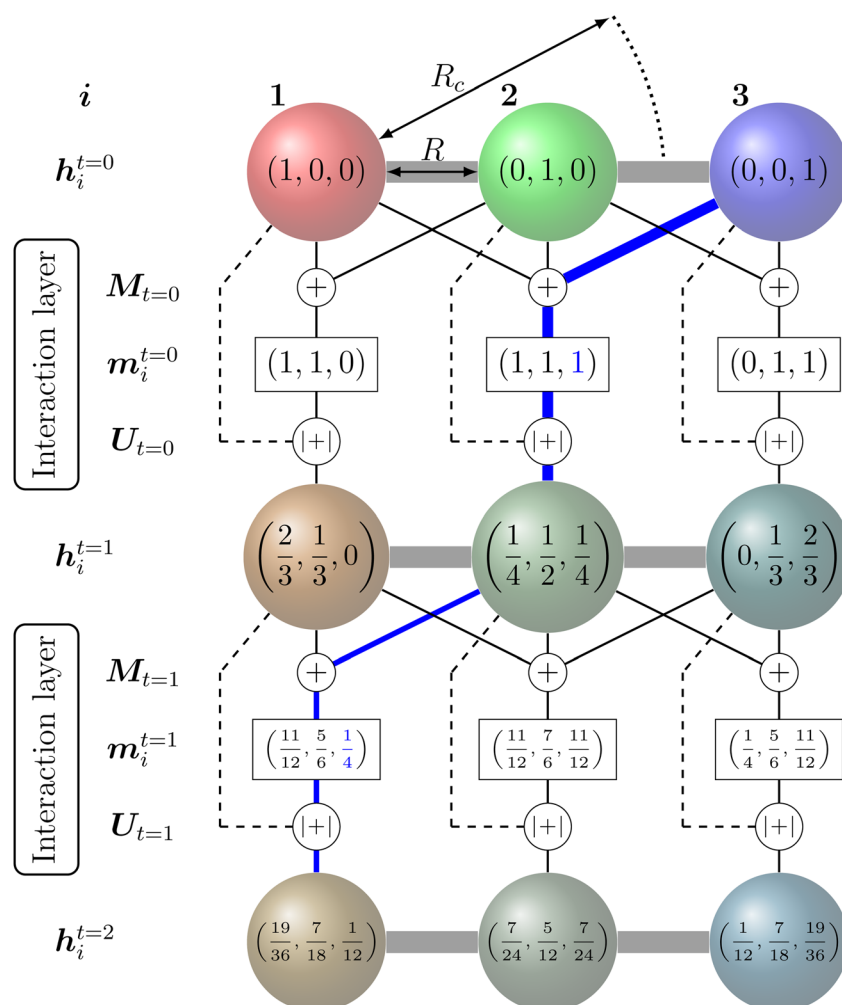 R_c
i 1 2 3
h_i^{t=0} (1, 0, 0) R (0, 1, 0) (0, 0, 1)
Interaction layer
M_{t=0} + + +
m_i^{t=0} (1, 1, 0) (1, 1, 1) (0, 1, 1)
U_{t=0} |+| |+| |+|
h_i^{t=1} (2/3, 1/3, 0) (1/4, 1/2, 1/4) (0, 1/3, 2/3)
Interaction layer
M_{t=1} + + +
m_i^{t=1} (11/12, 5/6, 1/4) (11/12, 7/6, 11/12) (1/4, 5/6, 11/12)
U_{t=1} |+| |+| |+|
h_i^{t=2} (19/36, 7/18, 1/12) (7/24, 5/12, 7/24) (1/12, 7/18, 19/36)